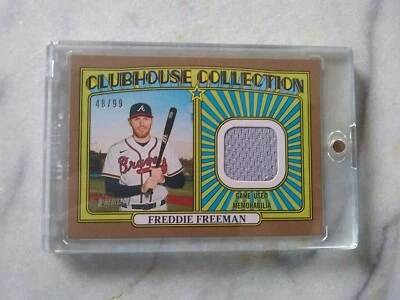 CLUBHOUSE COLLECTION
48/99
Braves
GAME-USED
MEMORABILIA
FREDDIE FREEMAN